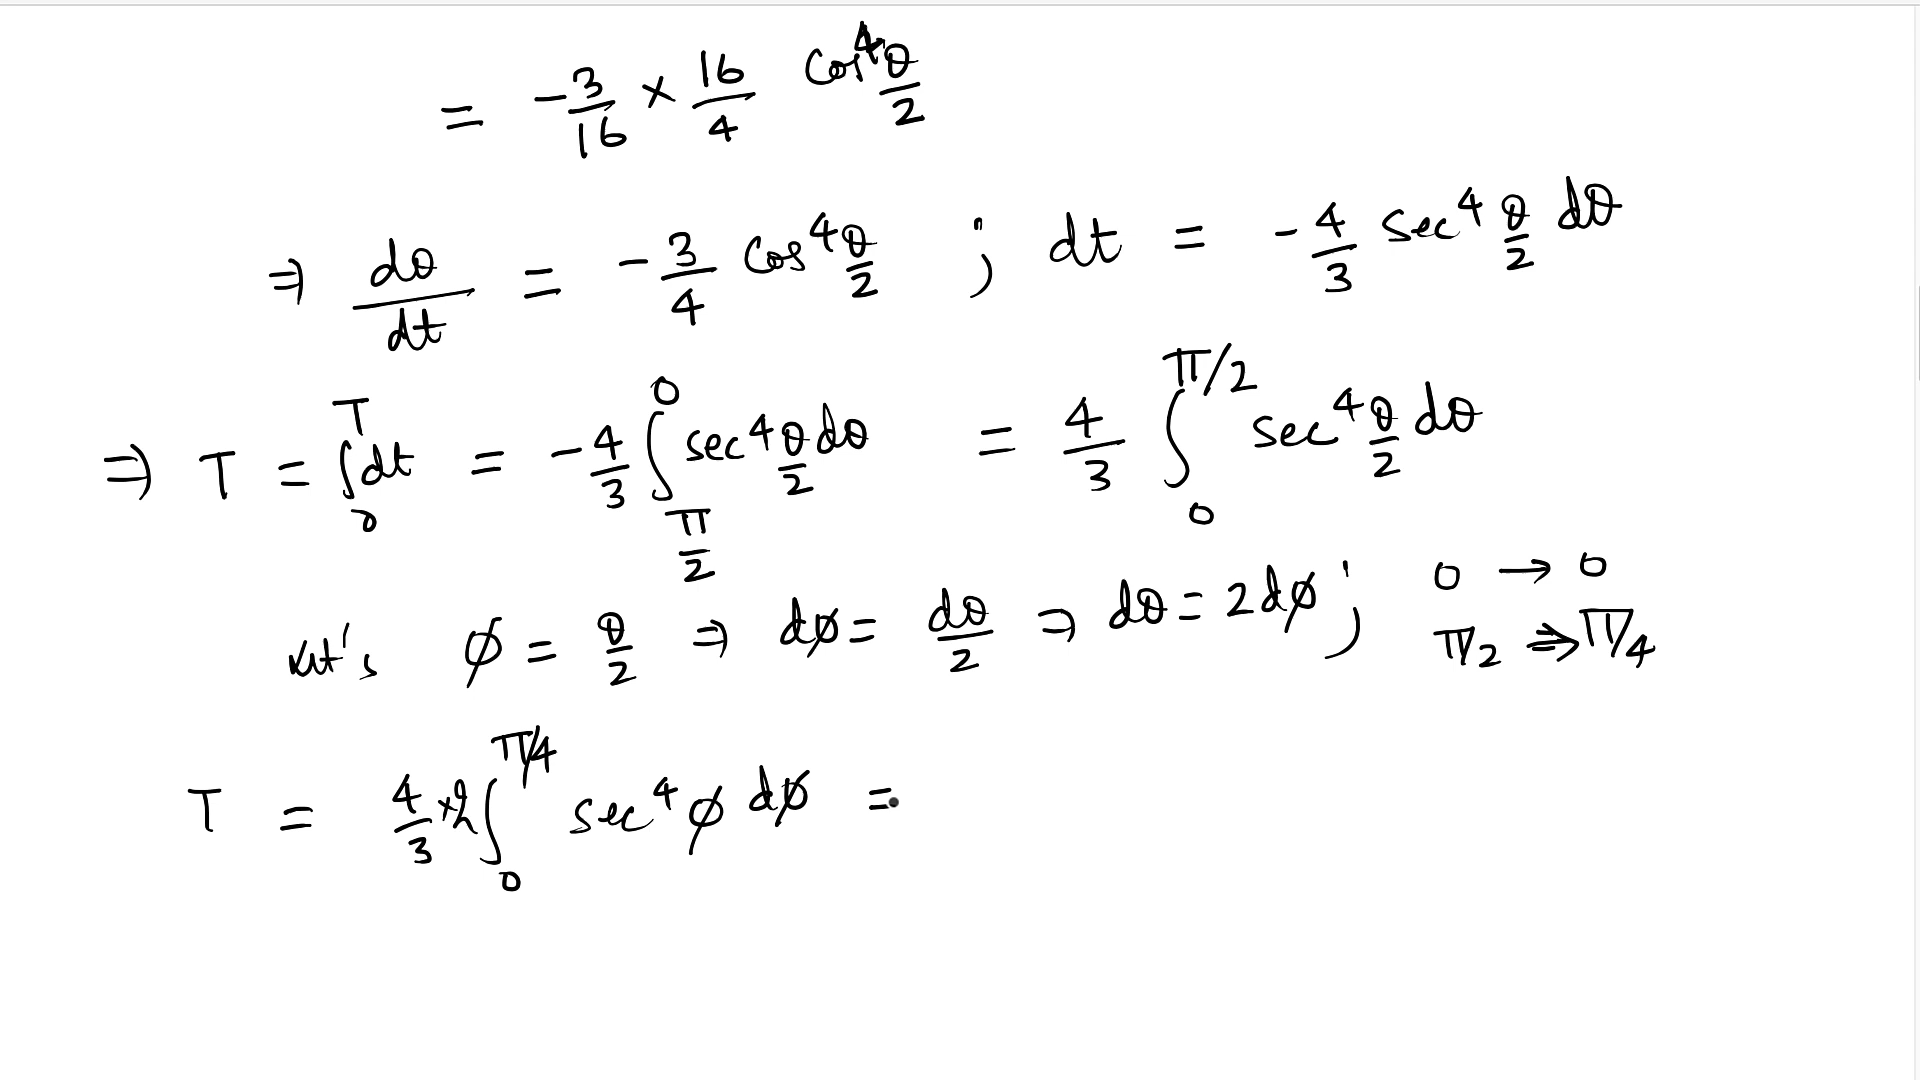 = -3/16 × 16/4 cos⁴ θ/2
⇒ dθ/dt = -3/4 cos⁴ θ/2 ; dt = -4/3 sec⁴ θ/2 dθ
⇒ T = ∫₀ᵀ dt = -4/3 ∫_{π/2}^{0} sec⁴ θ/2 dθ = 4/3 ∫_{0}^{π/2} sec⁴ θ/2 dθ
let's φ = θ/2 ⇒ dφ = dθ/2 ⇒ dθ = 2dφ ; 0 → 0
π/2 ⇒ π/4
T = 4/3 ×2 ∫_{0}^{π/4} sec⁴ φ dφ =